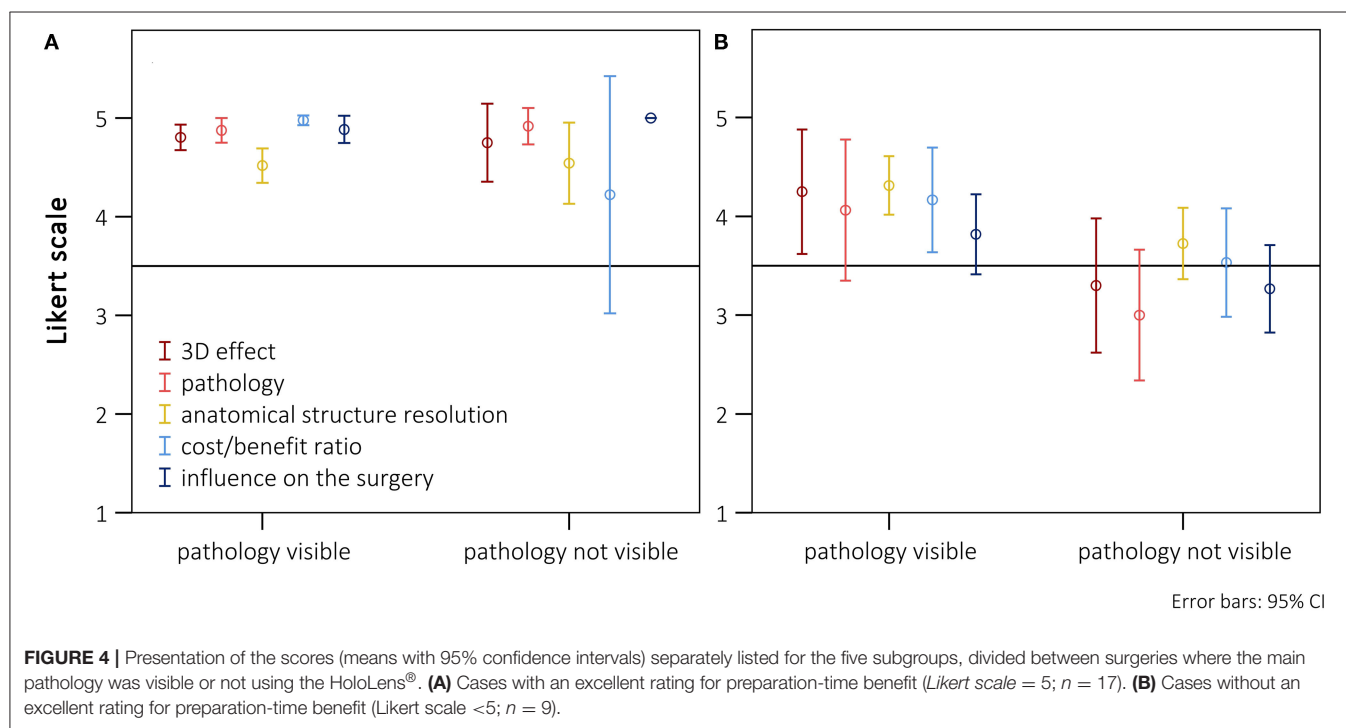 A
B
5
4
3
2
1
Likert scale
3D effect
pathology
anatomical structure resolution
cost/benefit ratio
influence on the surgery
pathology visible
pathology not visible
5
4
3
2
1
pathology visible
pathology not visible
Error bars: 95% CI
FIGURE 4 | Presentation of the scores (means with 95% confidence intervals) separately listed for the five subgroups, divided between surgeries where the main
pathology was visible or not using the HoloLens®. (A) Cases with an excellent rating for preparation-time benefit (Likert scale = 5; n = 17). (B) Cases without an
excellent rating for preparation-time benefit (Likert scale <5; n = 9).